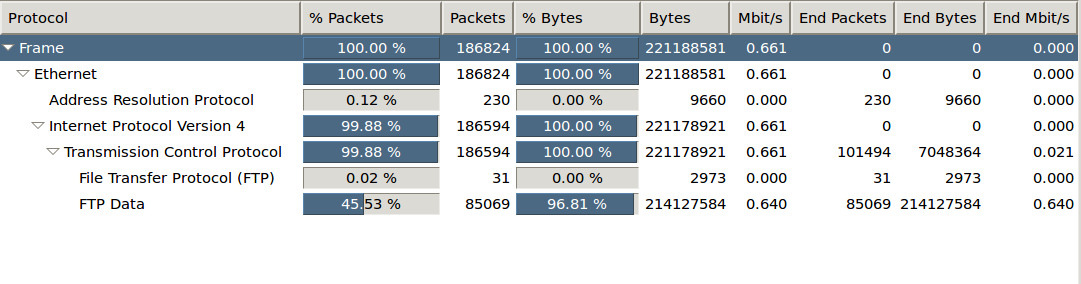 Protocol % Packets Packets % Bytes Bytes Mbit/s End Packets End Bytes End Mbit/s
Frame 100.00 % 186824 100.00 % 221188581 0.661 0 0 0.000
Ethernet 100.00 % 186824 100.00 % 221188581 0.661 0 0 0.000
Address Resolution Protocol 0.12 % 230 0.00 % 9660 0.000 230 9660 0.000
Internet Protocol Version 4 99.88 % 186594 100.00 % 221178921 0.661 0 0 0.000
Transmission Control Protocol 99.88 % 186594 100.00 % 221178921 0.661 101494 7048364 0.021
File Transfer Protocol (FTP) 0.02 % 31 0.00 % 2973 0.000 31 2973 0.000
FTP Data 45.53 % 85069 96.81 % 214127584 0.640 85069 214127584 0.640